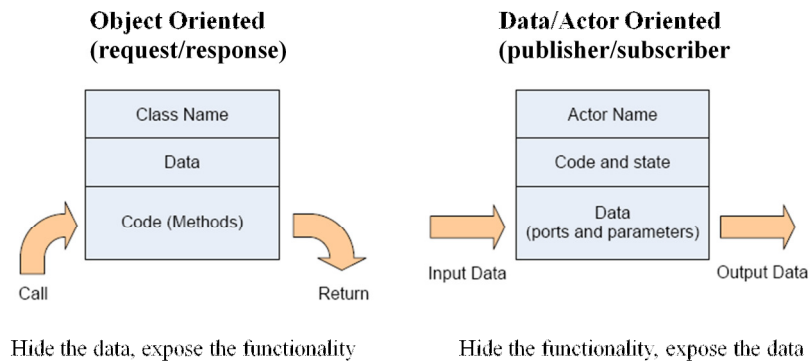 Object Oriented
(request/response)
Class Name
Data
Code (Methods)
Call
Return
Hide the data, expose the functionality
Data/Actor Oriented
(publisher/subscriber
Actor Name
Code and state
Data
(ports and parameters)
Input Data
Output Data
Hide the functionality, expose the data